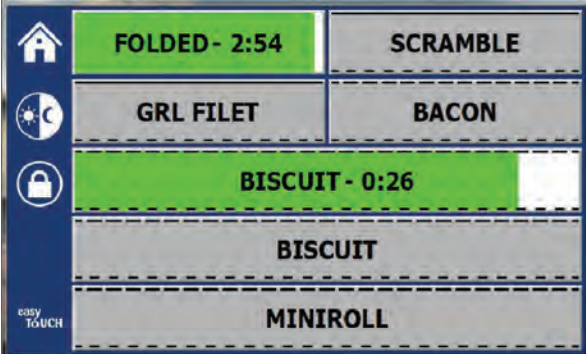 FOLDED - 2:54
SCRAMBLE
GRL FILET
BACON
BISCUIT - 0:26
BISCUIT
MINIROLL
easy
TOUCH